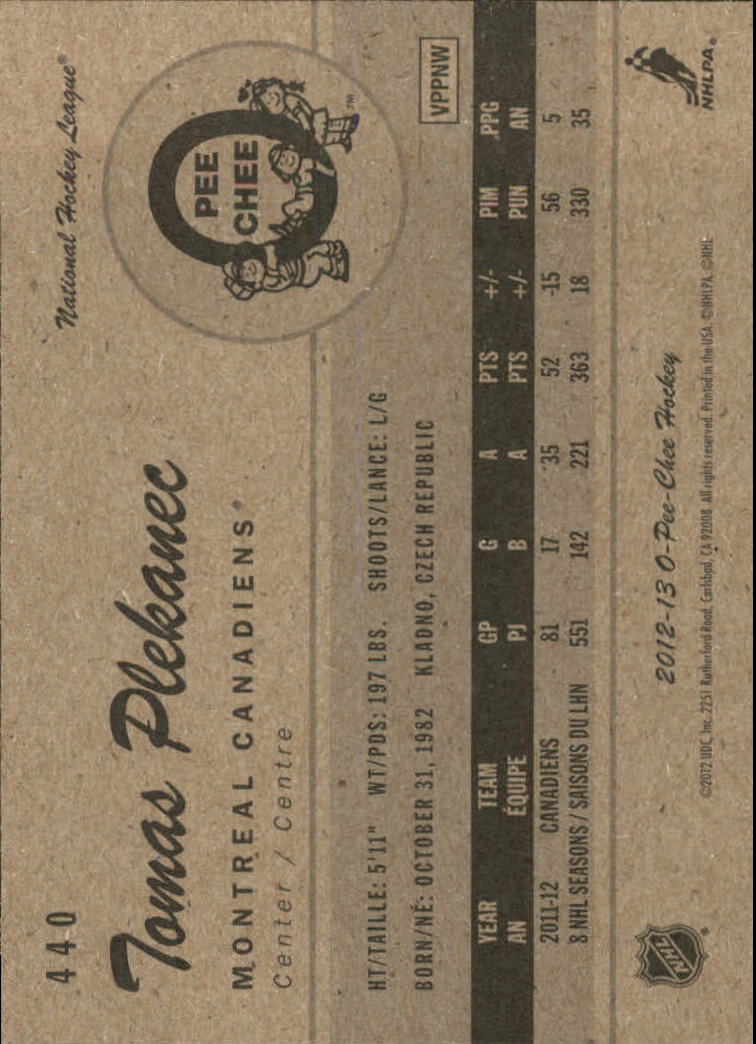 440
National Hockey League®
Tomas Plekanec
PEE
CHEE
TM
MONTREAL CANADIENS®
Center / Centre
HT/TAILLE: 5'11" WT/PDS: 197 LBS. SHOOTS/LANCE: L/G
BORN/NÉ: OCTOBER 31, 1982 KLADNO, CZECH REPUBLIC
VPPNW
YEAR TEAM GP G A PTS +/- PIM PPG
AN ÉQUIPE PJ B A PTS +/- PUN AN
2011-12 CANADIENS 81 17 35 52 -15 56 5
8 NHL SEASONS / SAISONS DU LHN 551 142 221 363 18 330 35
NHL®
2012-13 O-Pee-Chee Hockey
NHLPA®
©2012 UDC, Inc. 2251 Rutherford Road, Carlsbad, CA 92008. All rights reserved. Printed in the USA. ©NHLPA. ©NHL